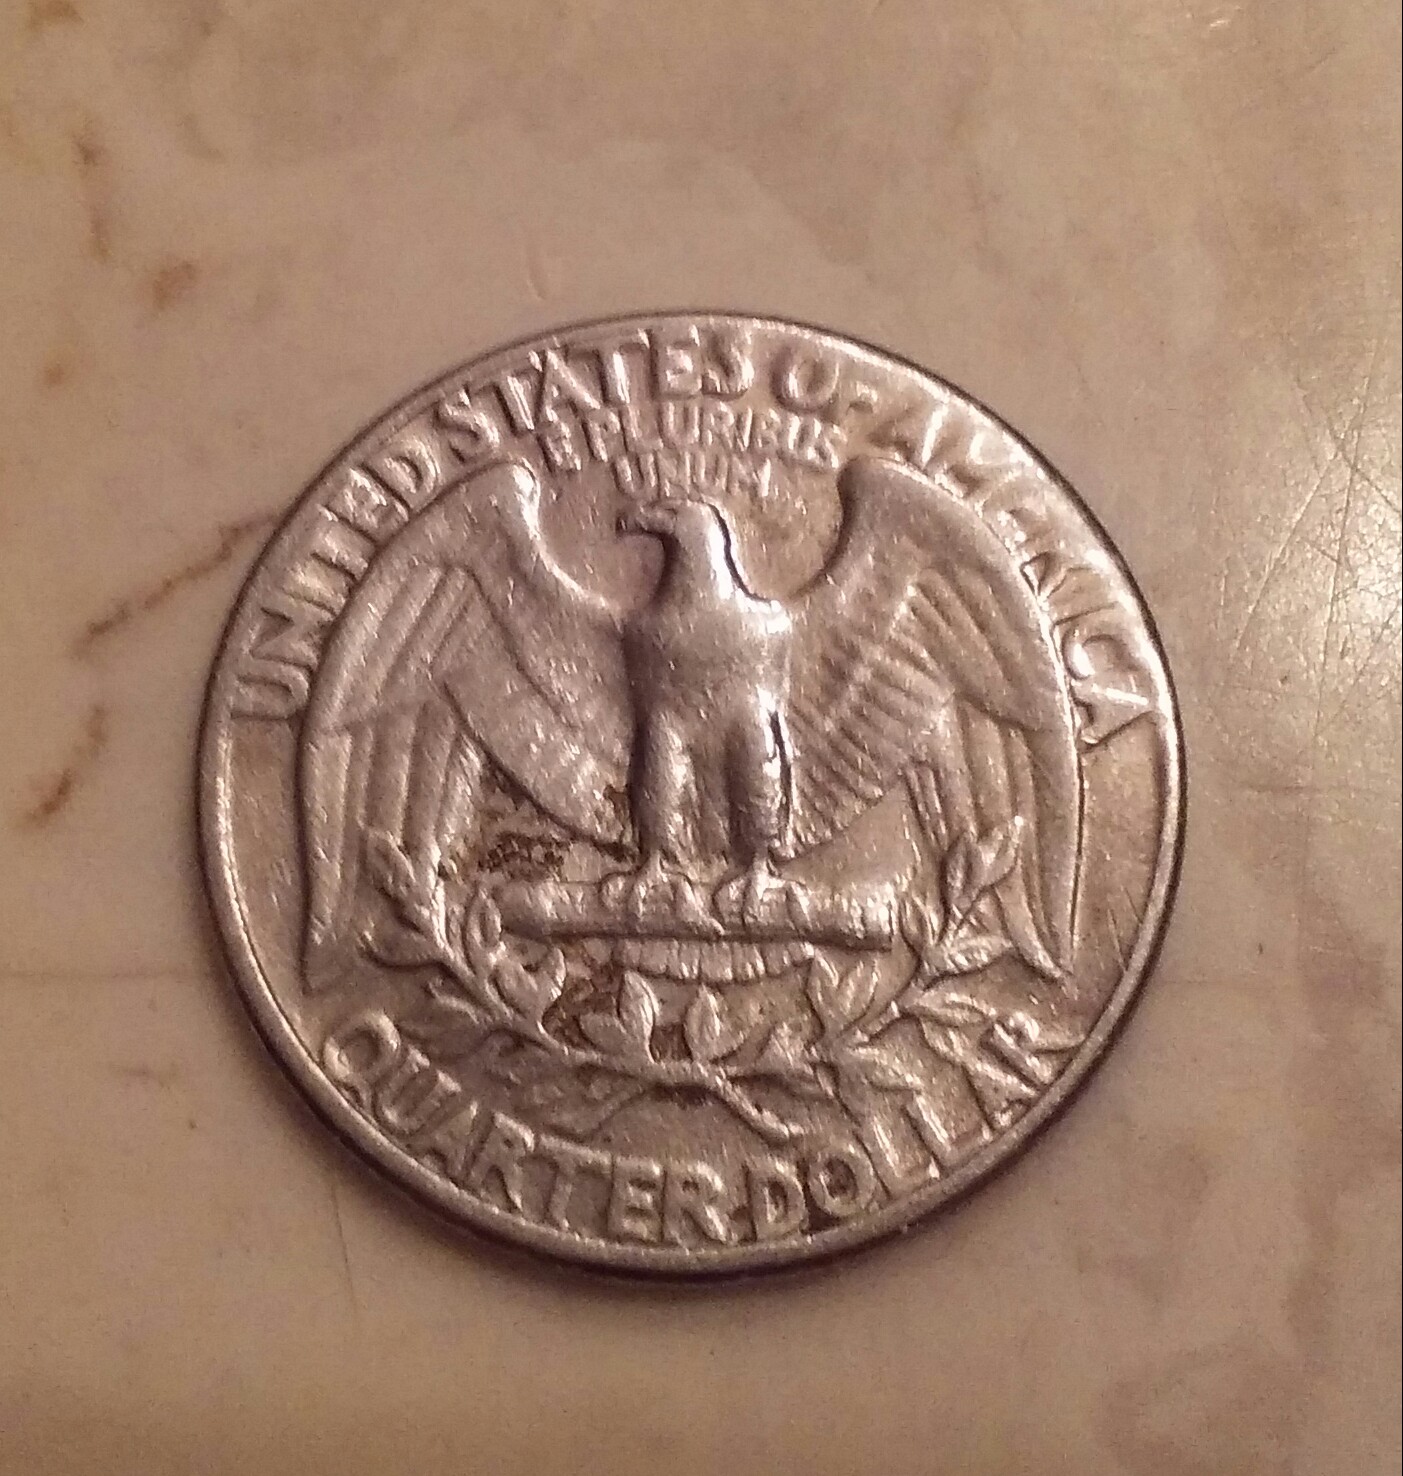 UNITED STATES OF AMERICA
E PLURIBUS
UNUM
QUARTER DOLLAR